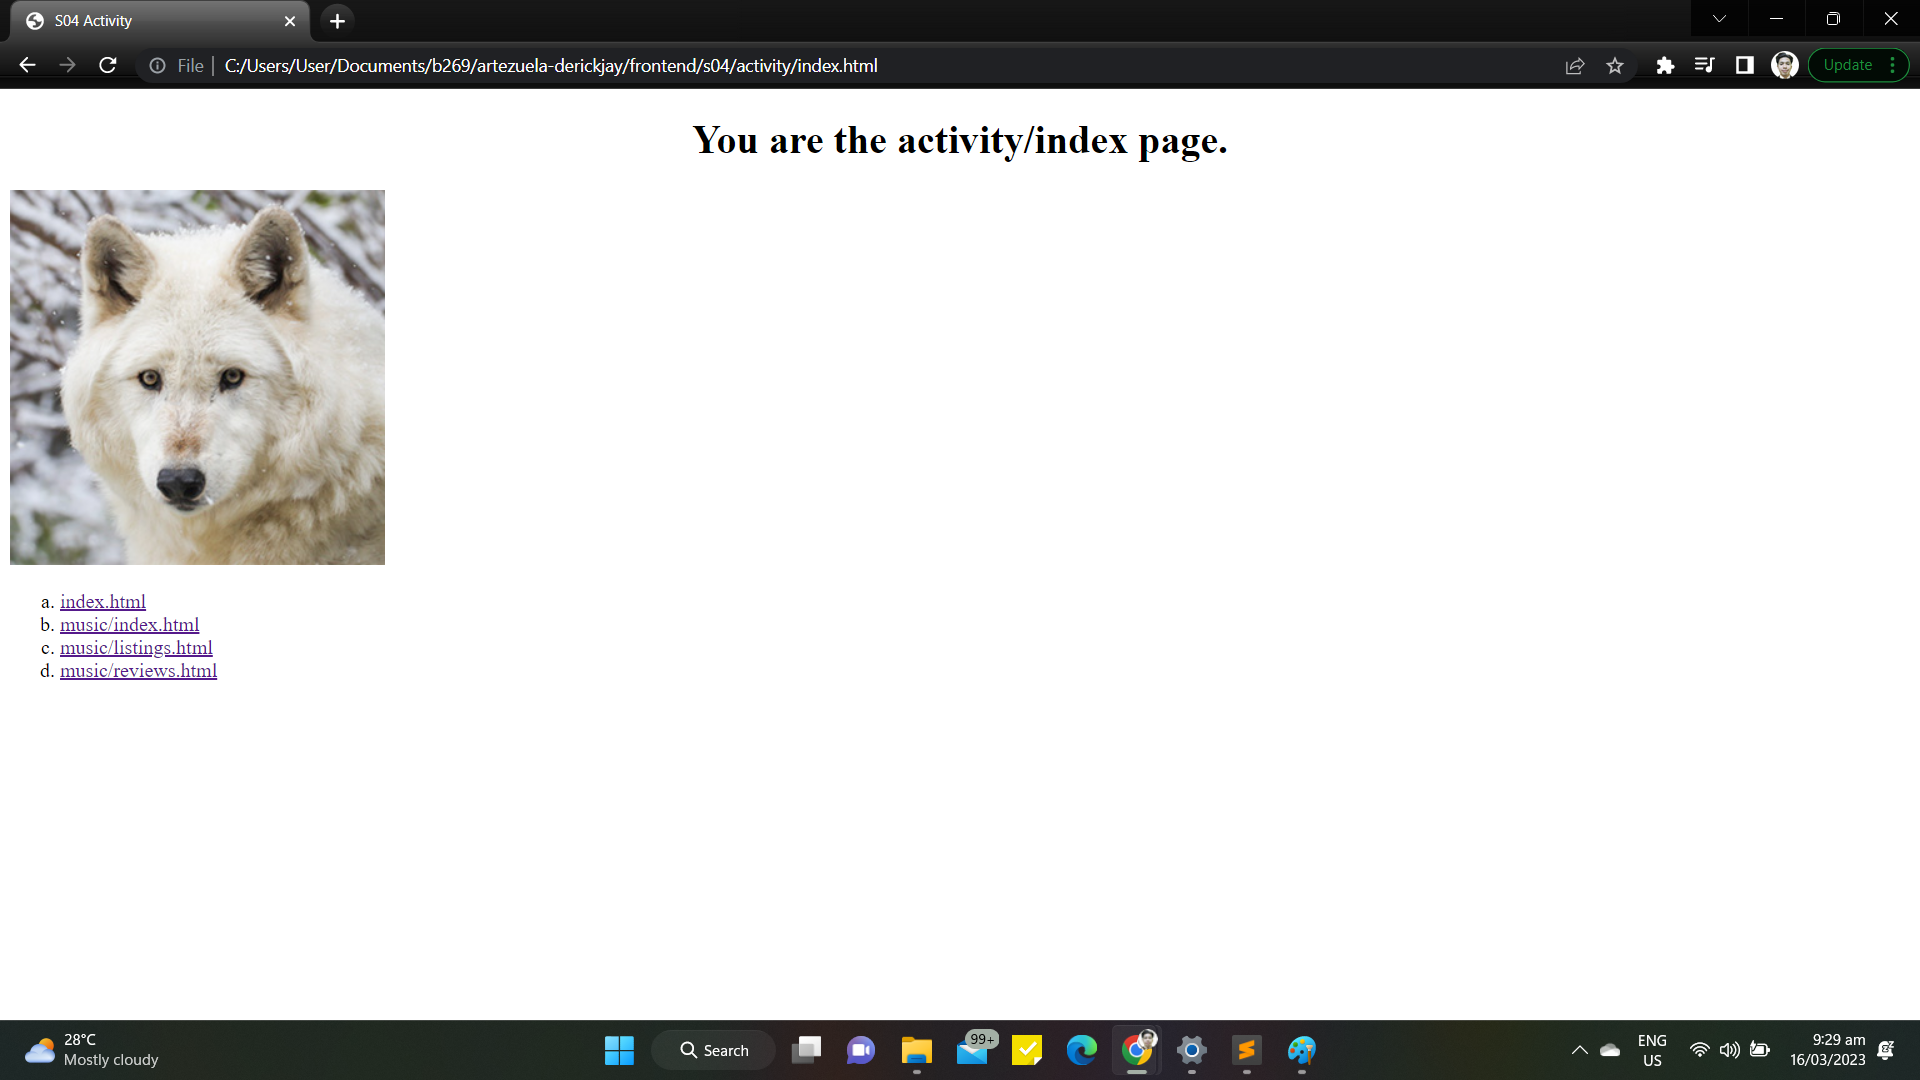 S04 Activity
File
C:/Users/User/Documents/b269/artezuela-derickjay/frontend/s04/activity/index.html
Update
You are the activity/index page.
a. index.html
b. music/index.html
c. music/listings.html
d. music/reviews.html
28°C
Mostly cloudy
Search
99+
ENG
US
9:29 am
16/03/2023